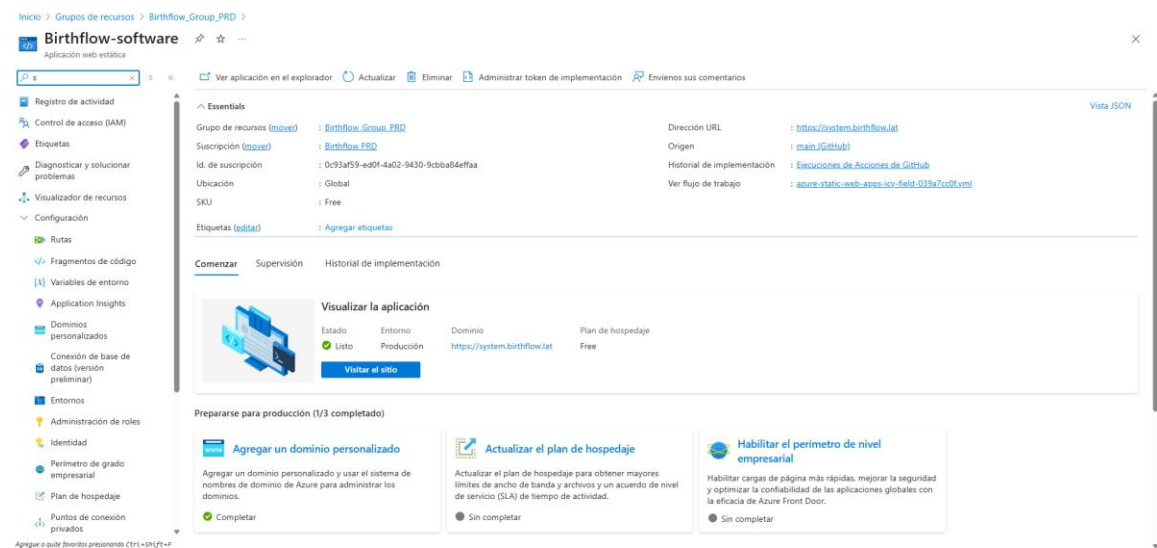 Inicio > Grupos de recursos > Birthflow_Group_PRD >
Birthflow-software
Aplicación web estática
s
Registro de actividad
Control de acceso (IAM)
Etiquetas
Diagnosticar y solucionar
problemas
Visualizador de recursos
Configuración
Rutas
Fragmentos de código
Variables de entorno
Application Insights
Dominios
personalizados
Conexión de base de
datos (versión
preliminar)
Entornos
Administración de roles
Identidad
Perímetro de grado
empresarial
Plan de hospedaje
Puntos de conexión
privados
Agregue o quite favoritos presionando Ctrl+Shift+F
Ver aplicación en el explorador Actualizar Eliminar Administrar token de implementación Envíenos sus comentarios
Essentials
Vista JSON
Grupo de recursos (mover) : Birthflow_Group_PRD
Suscripción (mover) : Birthflow PRD
Id. de suscripción : 0c93af59-ed0f-4a02-9430-9cbba84effaa
Ubicación : Global
SKU : Free
Etiquetas (editar) : Agregar etiquetas
Dirección URL : https://system.birthflow.lat
Origen : main (GitHub)
Historial de implementación : Ejecuciones de Acciones de GitHub
Ver flujo de trabajo : azure-static-web-apps-icy-field-039a7cc0f.yml
Comenzar Supervisión Historial de implementación
Visualizar la aplicación
Estado Entorno Dominio Plan de hospedaje
Listo Producción https://system.birthflow.lat Free
Visitar el sitio
Prepararse para producción (1/3 completado)
www
Agregar un dominio personalizado
Agregar un dominio personalizado y usar el sistema de
nombres de dominio de Azure para administrar los
dominios.
Completar
Actualizar el plan de hospedaje
Actualizar el plan de hospedaje para obtener mayores
límites de ancho de banda y archivos y un acuerdo de nivel
de servicio (SLA) de tiempo de actividad.
Sin completar
Habilitar el perímetro de nivel
empresarial
Habilitar cargas de página más rápidas, mejorar la seguridad
y optimizar la confiabilidad de las aplicaciones globales con
la eficacia de Azure Front Door.
Sin completar